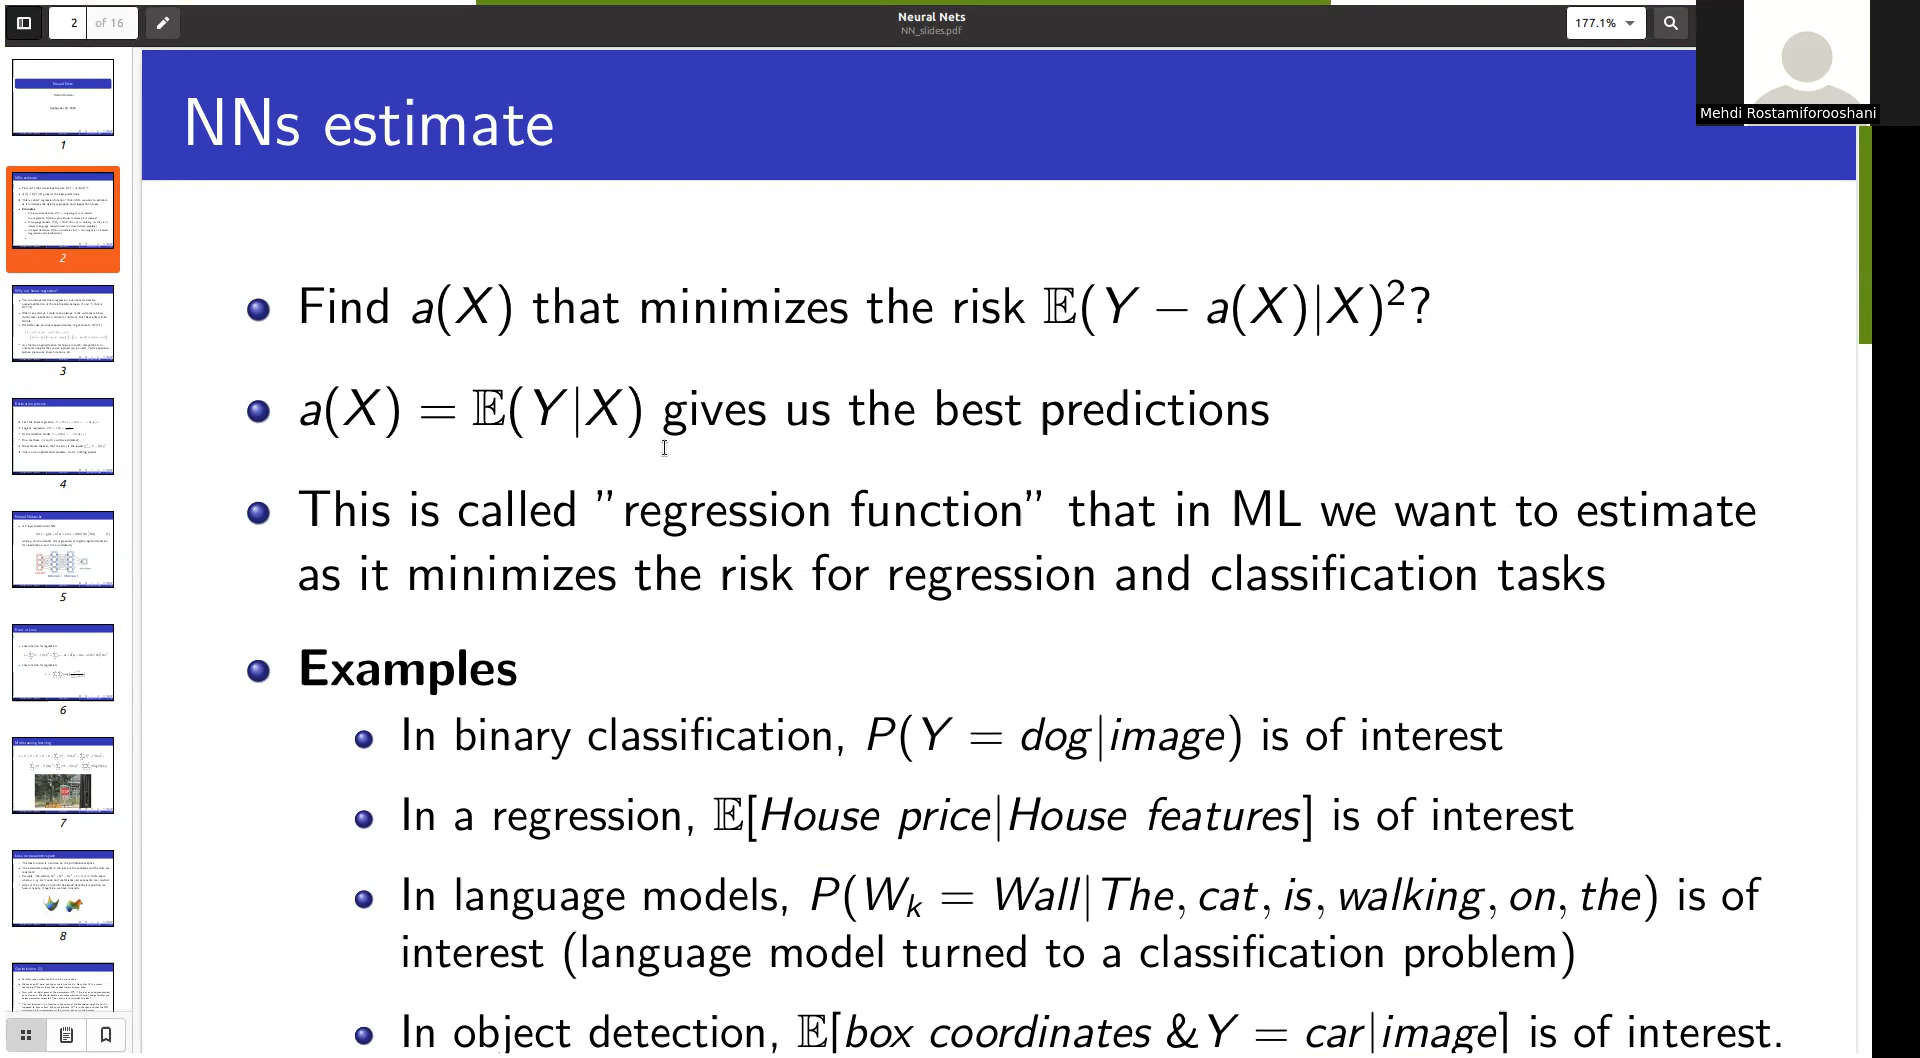 2 of 16
Neural Nets
NN_slides.pdf
177.1%
Mehdi Rostamiforooshani
1
2
3
4
5
6
7
8
NNs estimate
Find a(X) that minimizes the risk 𝔼(Y − a(X)|X)²?
a(X) = 𝔼(Y|X) gives us the best predictions
This is called ”regression function” that in ML we want to estimate
as it minimizes the risk for regression and classification tasks
Examples
In binary classification, P(Y = dog|image) is of interest
In a regression, 𝔼[House price|House features] is of interest
In language models, P(Wₖ = Wall|The, cat, is, walking, on, the) is of
interest (language model turned to a classification problem)
In object detection, 𝔼[box coordinates &Y = car|image] is of interest.